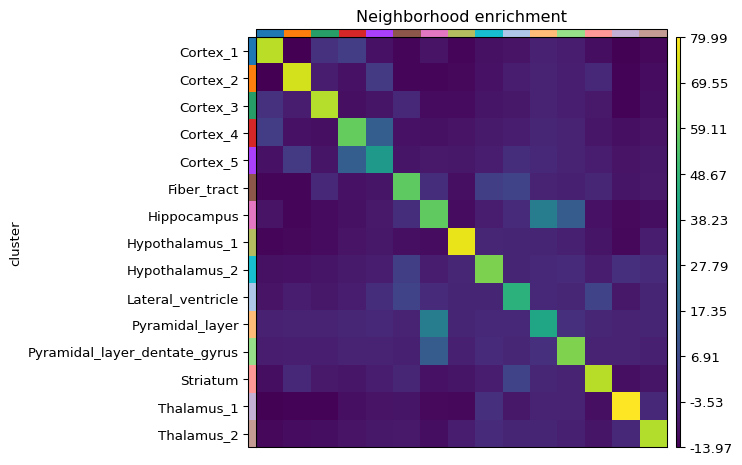 Neighborhood enrichment
cluster
Cortex_1
Cortex_2
Cortex_3
Cortex_4
Cortex_5
Fiber_tract
Hippocampus
Hypothalamus_1
Hypothalamus_2
Lateral_ventricle
Pyramidal_layer
Pyramidal_layer_dentate_gyrus
Striatum
Thalamus_1
Thalamus_2
79.99
69.55
59.11
48.67
38.23
27.79
17.35
6.91
-3.53
-13.97